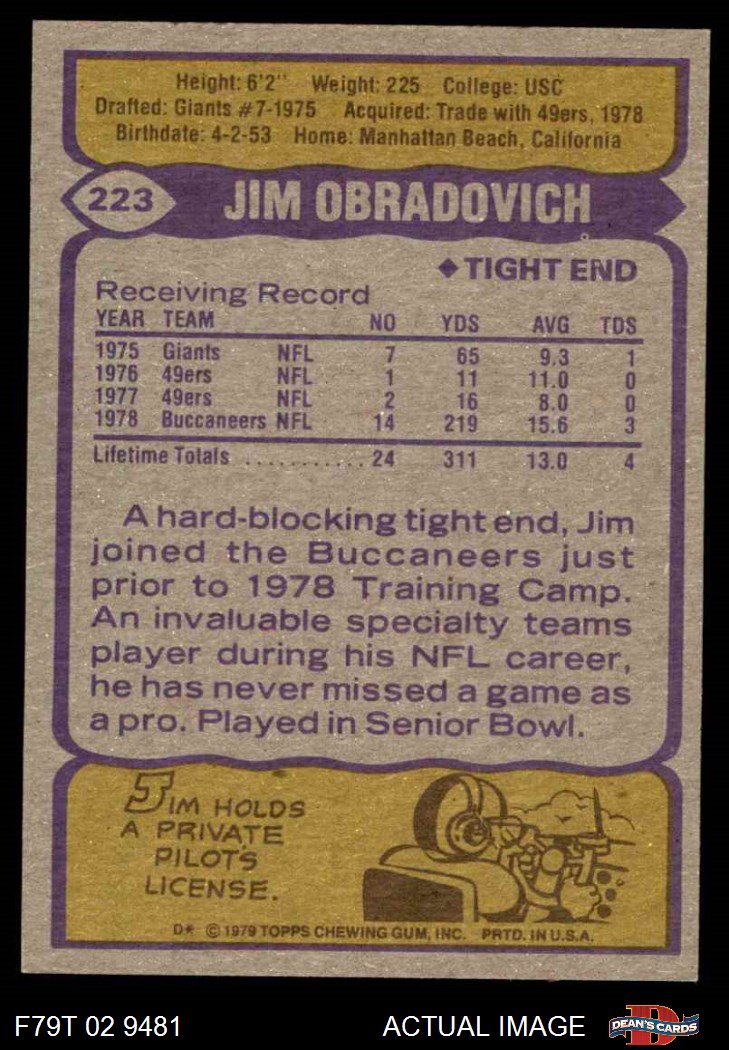 Height: 6'2" Weight: 225 College: USC
Drafted: Giants #7-1975 Acquired: Trade with 49ers, 1978
Birthdate: 4-2-53 Home: Manhattan Beach, California
223 JIM OBRADOVICH
◆TIGHT END
Receiving Record
YEAR TEAM NO YDS AVG TDS
1975 Giants NFL 7 65 9.3 1
1976 49ers NFL 1 11 11.0 0
1977 49ers NFL 2 16 8.0 0
1978 Buccaneers NFL 14 219 15.6 3
Lifetime Totals ........... 24 311 13.0 4
A hard-blocking tight end, Jim
joined the Buccaneers just
prior to 1978 Training Camp.
An invaluable specialty teams
player during his NFL career,
he has never missed a game as
a pro. Played in Senior Bowl.
JIM HOLDS
A PRIVATE
PILOT'S
LICENSE.
D* © 1979 TOPPS CHEWING GUM, INC. PRTD. IN U.S.A.
F79T 02 9481 ACTUAL IMAGE D DEAN'S CARDS